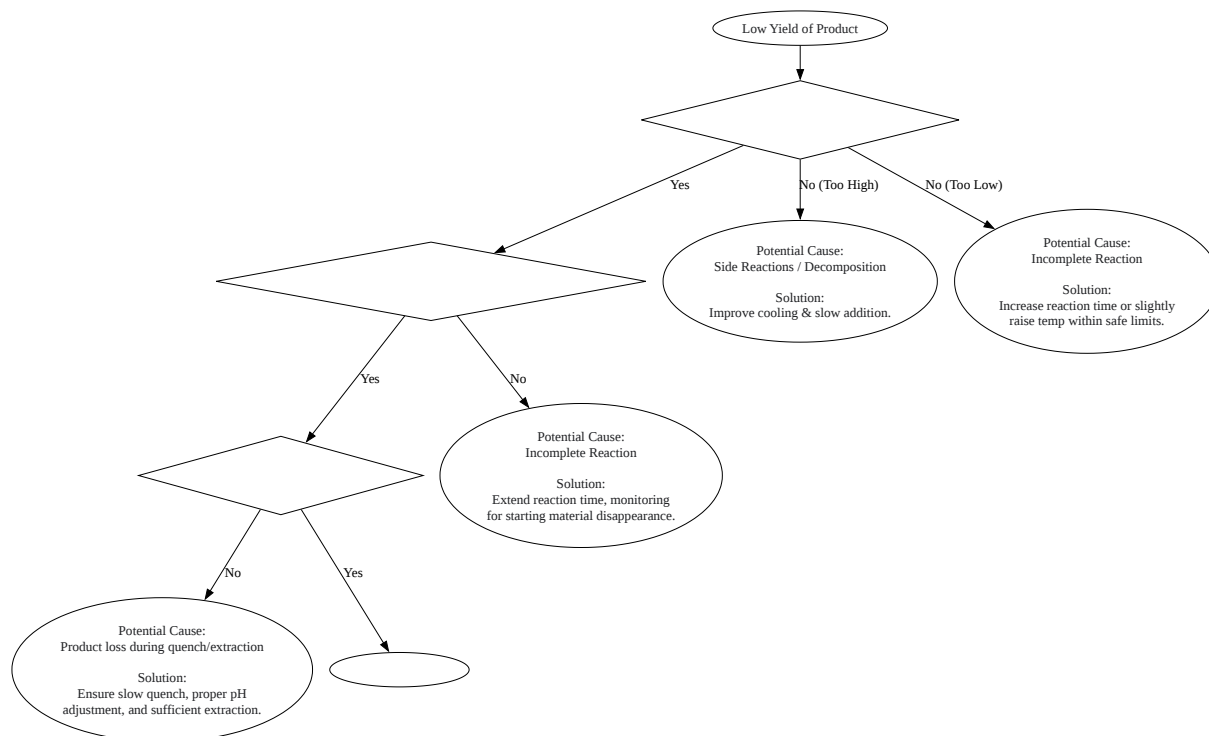 Low Yield of Product
Yes
No (Too High)
No (Too Low)
Potential Cause:
Side Reactions / Decomposition
Solution:
Improve cooling & slow addition.
Potential Cause:
Incomplete Reaction
Solution:
Increase reaction time or slightly
raise temp within safe limits.
Yes
No
Potential Cause:
Incomplete Reaction
Solution:
Extend reaction time, monitoring
for starting material disappearance.
No
Yes
Potential Cause:
Product loss during quench/extraction
Solution:
Ensure slow quench, proper pH
adjustment, and sufficient extraction.